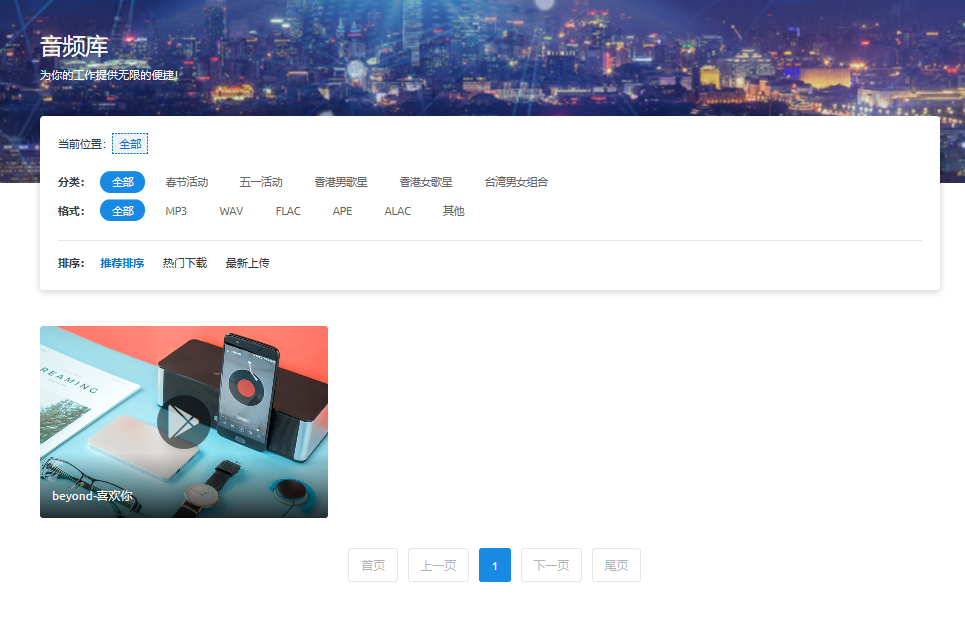 音频库
为你的工作提供无限的便捷!
当前位置: 全部
分类: 全部 春节活动 五一活动 香港男歌星 香港女歌星 台湾男女组合
格式: 全部 MP3 WAV FLAC APE ALAC 其他
排序: 推荐排序 热门下载 最新上传
REAMING
beyond-喜欢你
首页 上一页 1 下一页 尾页